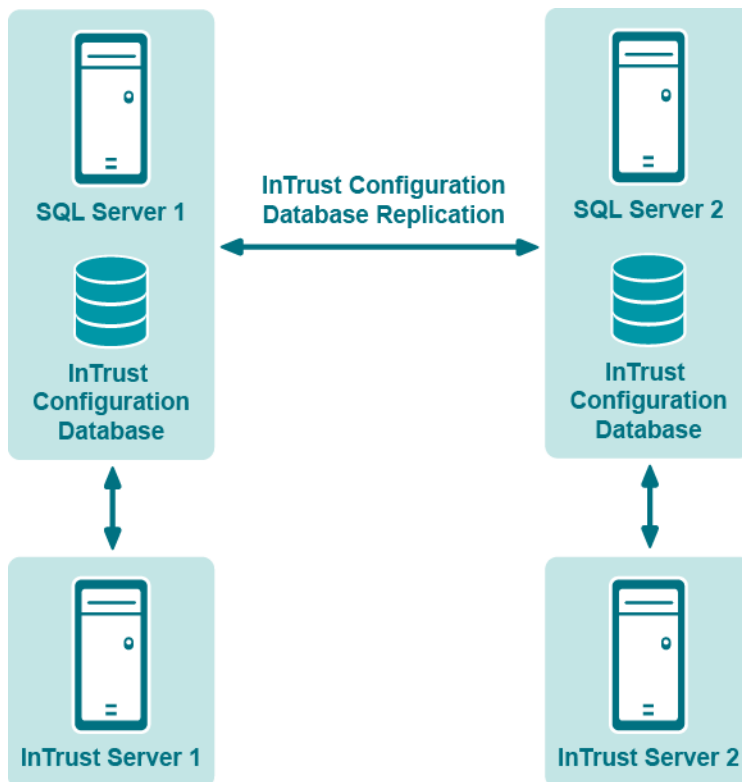 SQL Server 1
InTrust Configuration
Database Replication
SQL Server 2
InTrust
Configuration
Database
InTrust
Configuration
Database
InTrust Server 1
InTrust Server 2